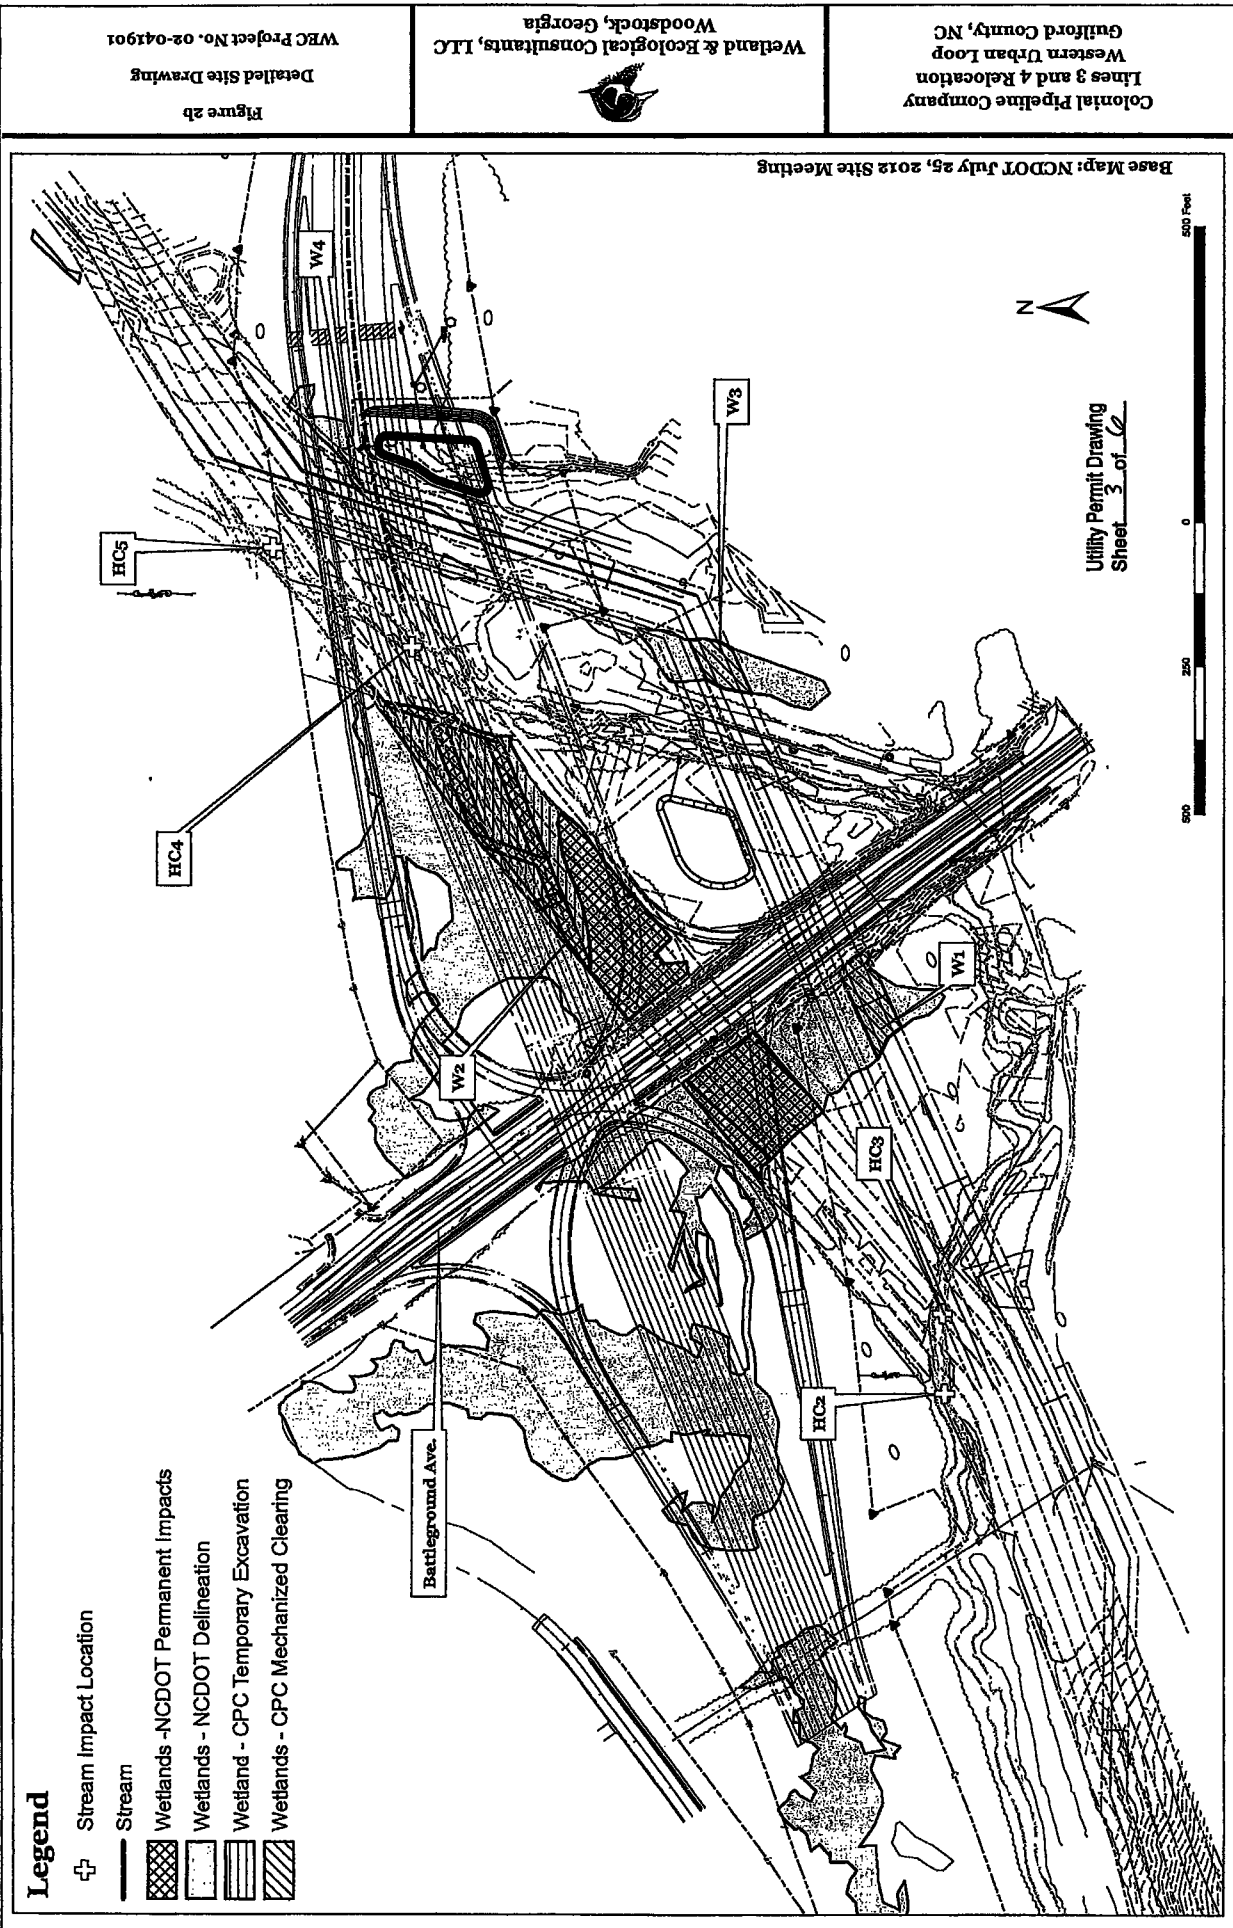 Legend
Stream Impact Location
Stream
Wetlands -NCDOT Permanent Impacts
Wetlands - NCDOT Delineation
Wetland - CPC Temporary Excavation
Wetlands - CPC Mechanized Clearing
Battleground Ave.
HC2
HC3
W1
W2
HC4
HC5
W3
W4
N
500
250
0
500 Feet
Utility Permit Drawing
Sheet 3 of 6
Base Map: NCDOT July 25, 2012 Site Meeting
Colonial Pipeline Company
Lines 3 and 4 Relocation
Western Urban Loop
Guilford County, NC
Wetland & Ecological Consultants, LLC
Woodstock, Georgia
Figure 2b
Detailed Site Drawing
WEC Project No. 02-041901